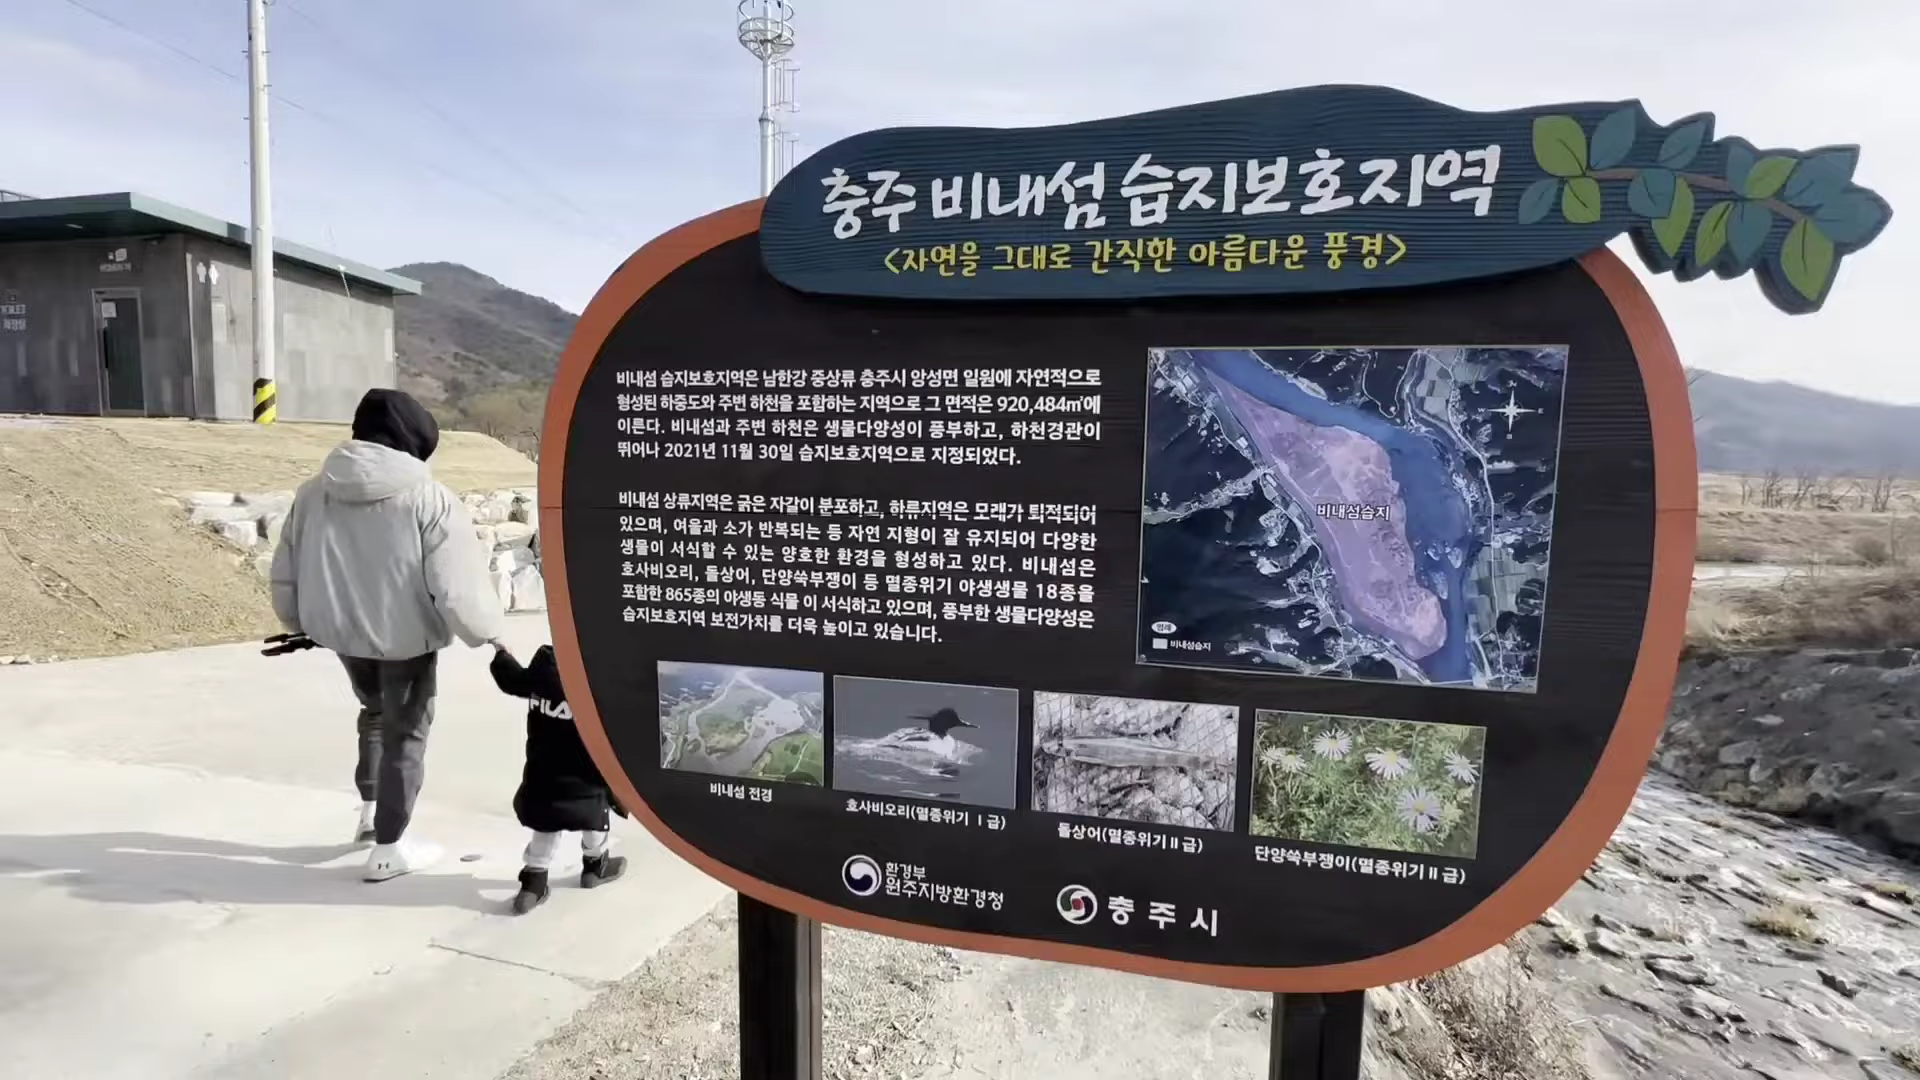 충주 비내섬 습지보호지역
<자연을 그대로 간직한 아름다운 풍경>
비내섬 습지보호지역은 남한강 중상류 충주시 앙성면 일원에 자연적으로
형성된 하중도와 주변 하천을 포함하는 지역으로 그 면적은 920,484㎡에
이른다. 비내섬과 주변 하천은 생물다양성이 풍부하고, 하천경관이
뛰어나 2021년 11월 30일 습지보호지역으로 지정되었다.
비내섬 상류지역은 굵은 자갈이 분포하고, 하류지역은 모래가 퇴적되어
있으며, 여울과 소가 반복되는 등 자연 지형이 잘 유지되어 다양한
생물이 서식할 수 있는 양호한 환경을 형성하고 있다. 비내섬은
호사비오리, 돌상어, 단양쑥부쟁이 등 멸종위기 야생생물 18종을
포함한 865종의 야생동 식물 이 서식하고 있으며, 풍부한 생물다양성은
습지보호지역 보전가치를 더욱 높이고 있습니다.
N
W E
S
비내섬습지
범례
비내섬습지
비내섬 전경
호사비오리(멸종위기 Ⅰ급)
돌상어(멸종위기Ⅱ급)
단양쑥부쟁이(멸종위기Ⅱ급)
환경부
원주지방환경청
충주시
FILA